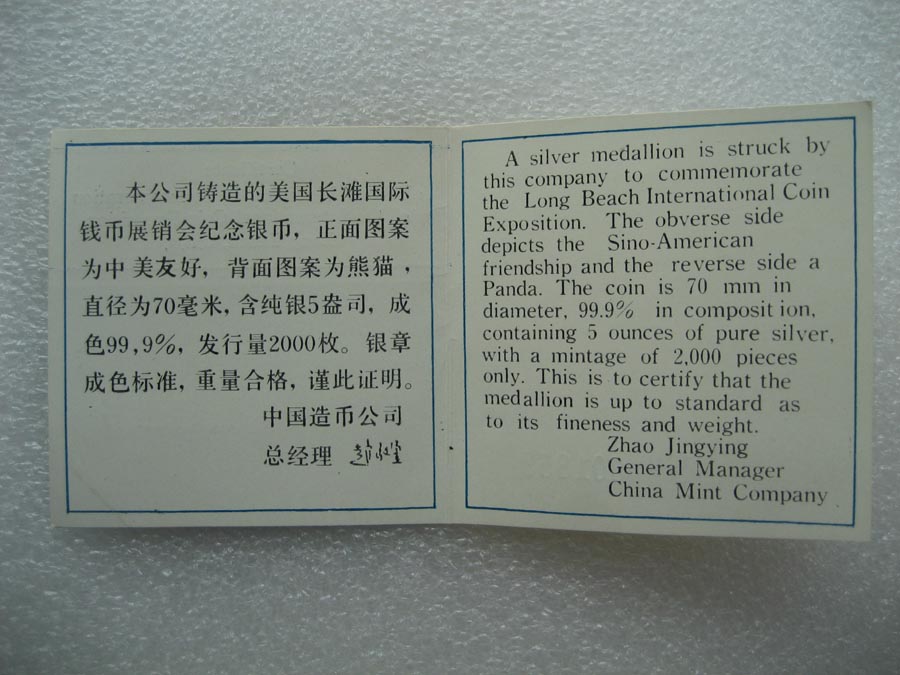 本公司铸造的美国长滩国际
钱币展销会纪念银币，正面图案
为中美友好，背面图案为熊猫，
直径为70毫米，含纯银5盎司，成
色99,9%，发行量2000枚。银章
成色标准，重量合格，谨此证明。
中国造币公司
总经理
A silver medallion is struck by
this company to commemorate
the Long Beach International Coin
Exposition. The obverse side
depicts the Sino-American
friendship and the reverse side a
Panda. The coin is 70 mm in
diameter, 99.9% in composition,
containing 5 ounces of pure silver,
with a mintage of 2,000 pieces
only. This is to certify that the
medallion is up to standard as
to its fineness and weight.
Zhao Jingying
General Manager
China Mint Company